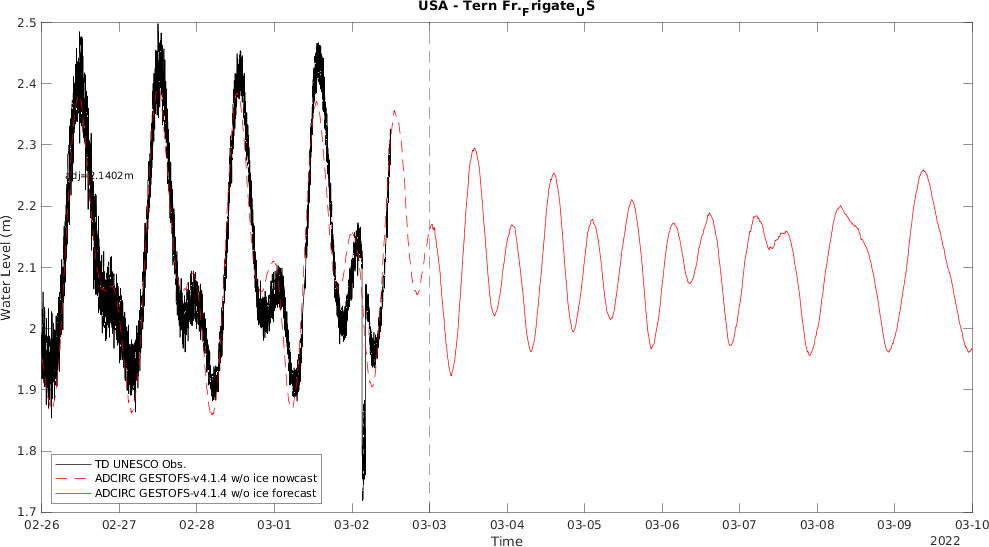 USA - Tern Fr.FrigateUS
2.5
2.4
2.3
2.2
2.1
2
1.9
1.8
1.7
Water Level (m)
adj=2.1402m
TD UNESCO Obs.
ADCIRC GESTOFS-v4.1.4 w/o ice nowcast
ADCIRC GESTOFS-v4.1.4 w/o ice forecast
02-26 02-27 02-28 03-01 03-02 03-03 03-04 03-05 03-06 03-07 03-08 03-09 03-10
Time
2022